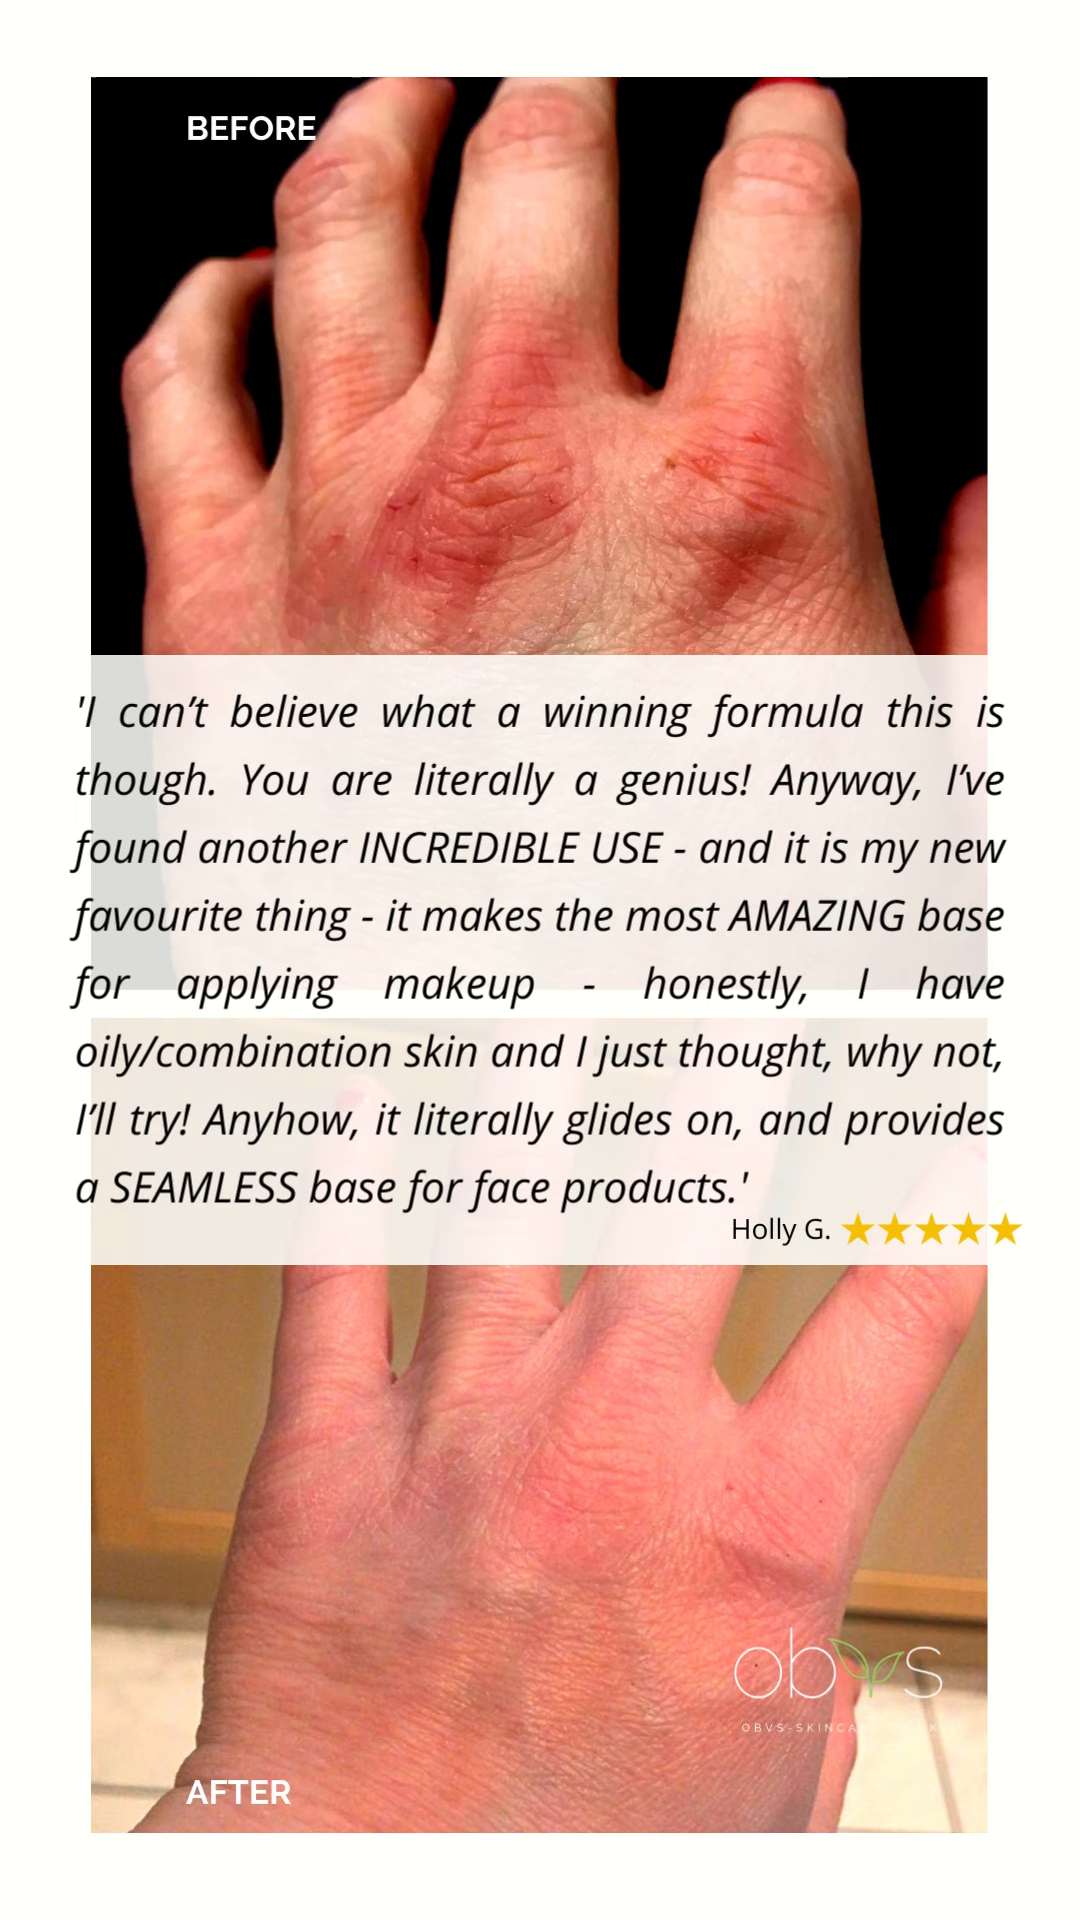 BEFORE
'I can’t believe what a winning formula this is
though. You are literally a genius! Anyway, I’ve
found another INCREDIBLE USE - and it is my new
favourite thing - it makes the most AMAZING base
for applying makeup - honestly, I have
oily/combination skin and I just thought, why not,
I’ll try! Anyhow, it literally glides on, and provides
a SEAMLESS base for face products.'
Holly G.
obvs
AFTER